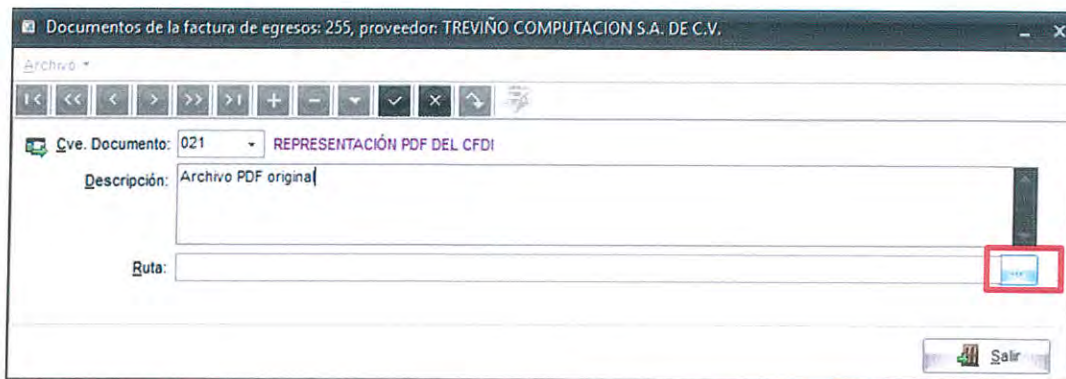 Documentos de la factura de egresos: 255, proveedor: TREVIÑO COMPUTACION S.A. DE C.V.
Archivo
Cve. Documento: 021 REPRESENTACIÓN PDF DEL CFDI
Descripción: Archivo PDF original
Ruta: ...
Salir